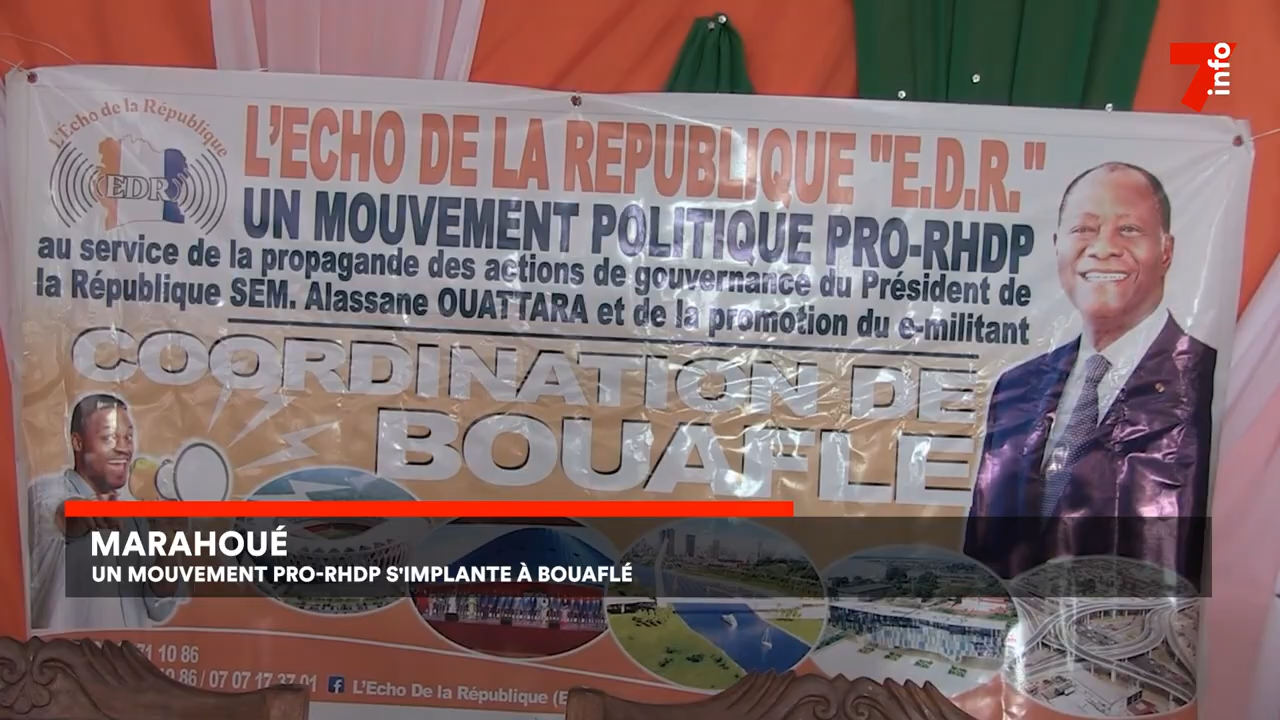 7info
L'Écho de la République
EDR
L'ECHO DE LA REPUBLIQUE "E.D.R."
UN MOUVEMENT POLITIQUE PRO-RHDP
au service de la propagande des actions de gouvernance du Président de
la République SEM. Alassane OUATTARA et de la promotion du e-militant
COORDINATION DE
BOUAFLE
MARAHOUÉ
UN MOUVEMENT PRO-RHDP S'IMPLANTE À BOUAFLÉ
71 10 86
86 / 07 07 17 37 01 L'Echo De la République (E